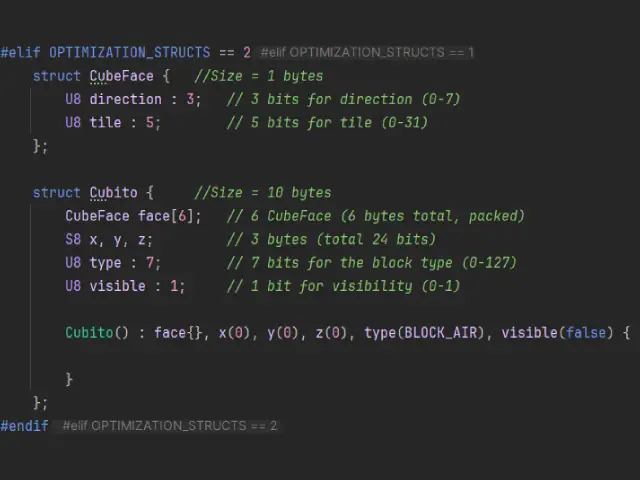 #elif OPTIMIZATION_STRUCTS == 2 #elif OPTIMIZATION_STRUCTS == 1
    struct CubeFace {   //Size = 1 bytes
        U8 direction : 3;   // 3 bits for direction (0-7)
        U8 tile : 5;        // 5 bits for tile (0-31)
    };

    struct Cubito {     //Size = 10 bytes
        CubeFace face[6];   // 6 CubeFace (6 bytes total, packed)
        S8 x, y, z;         // 3 bytes (total 24 bits)
        U8 type : 7;        // 7 bits for the block type (0-127)
        U8 visible : 1;     // 1 bit for visibility (0-1)

        Cubito() : face{}, x(0), y(0), z(0), type(BLOCK_AIR), visible(false) {

        }
    };
#endif #elif OPTIMIZATION_STRUCTS == 2